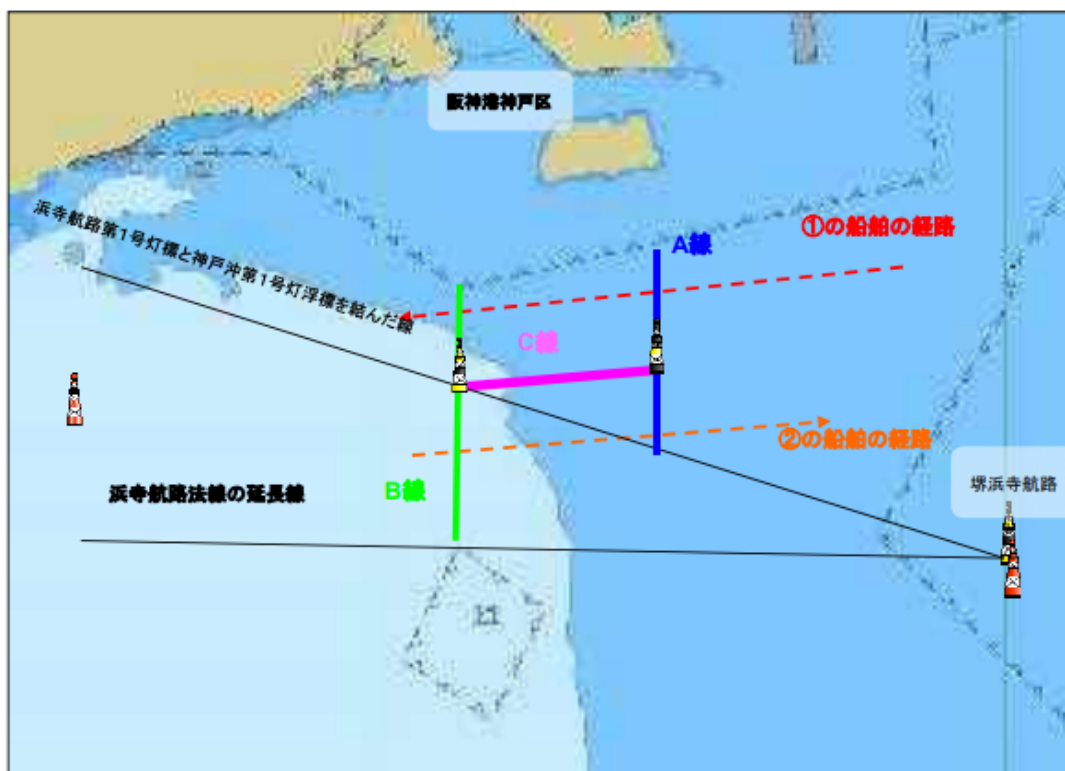 阪神港神戸区
浜寺航路第1号灯標と神戸沖第1号灯浮標を結んだ線
①の船舶の経路
A線
C線
②の船舶の経路
B線
浜寺航路法線の延長線
堺浜寺航路